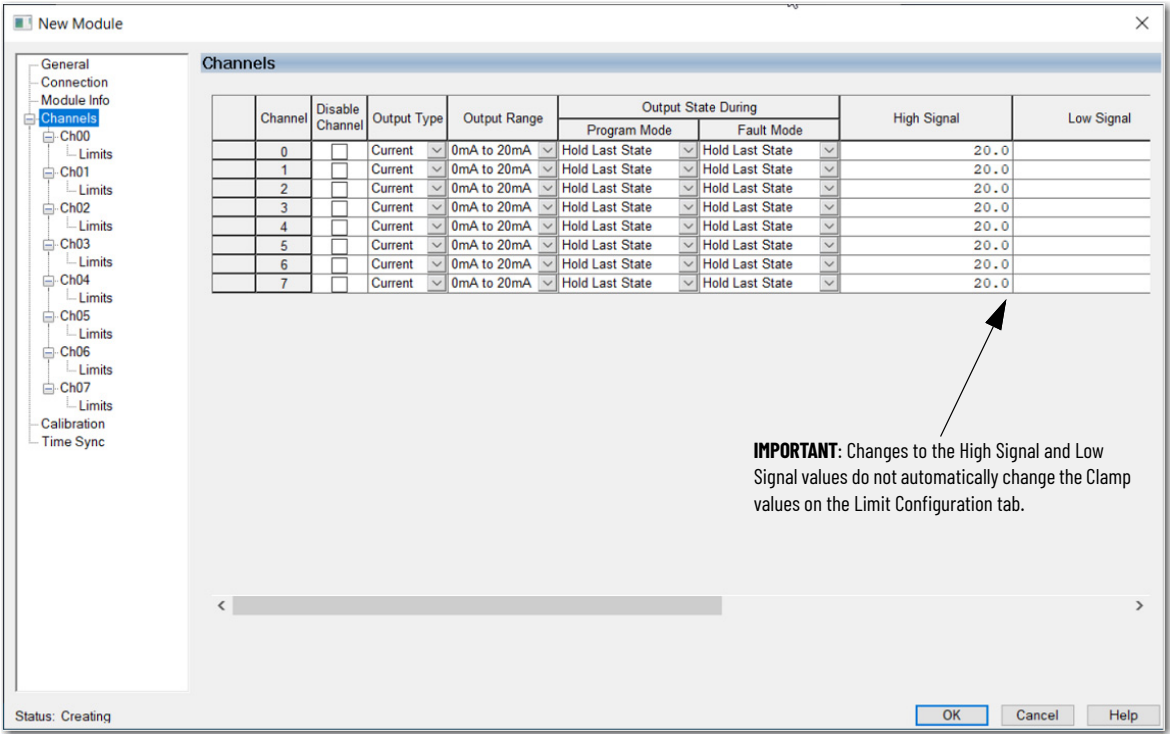 New Module
General
Connection
Module Info
Channels
Ch00
Limits
Ch01
Limits
Ch02
Limits
Ch03
Limits
Ch04
Limits
Ch05
Limits
Ch06
Limits
Ch07
Limits
Calibration
Time Sync
Channels
Channel Disable Channel Output Type Output Range Output State During High Signal Low Signal
Program Mode Fault Mode
0 Current 0mA to 20mA Hold Last State Hold Last State 20.0
1 Current 0mA to 20mA Hold Last State Hold Last State 20.0
2 Current 0mA to 20mA Hold Last State Hold Last State 20.0
3 Current 0mA to 20mA Hold Last State Hold Last State 20.0
4 Current 0mA to 20mA Hold Last State Hold Last State 20.0
5 Current 0mA to 20mA Hold Last State Hold Last State 20.0
6 Current 0mA to 20mA Hold Last State Hold Last State 20.0
7 Current 0mA to 20mA Hold Last State Hold Last State 20.0
IMPORTANT: Changes to the High Signal and Low
Signal values do not automatically change the Clamp
values on the Limit Configuration tab.
Status: Creating
OK Cancel Help